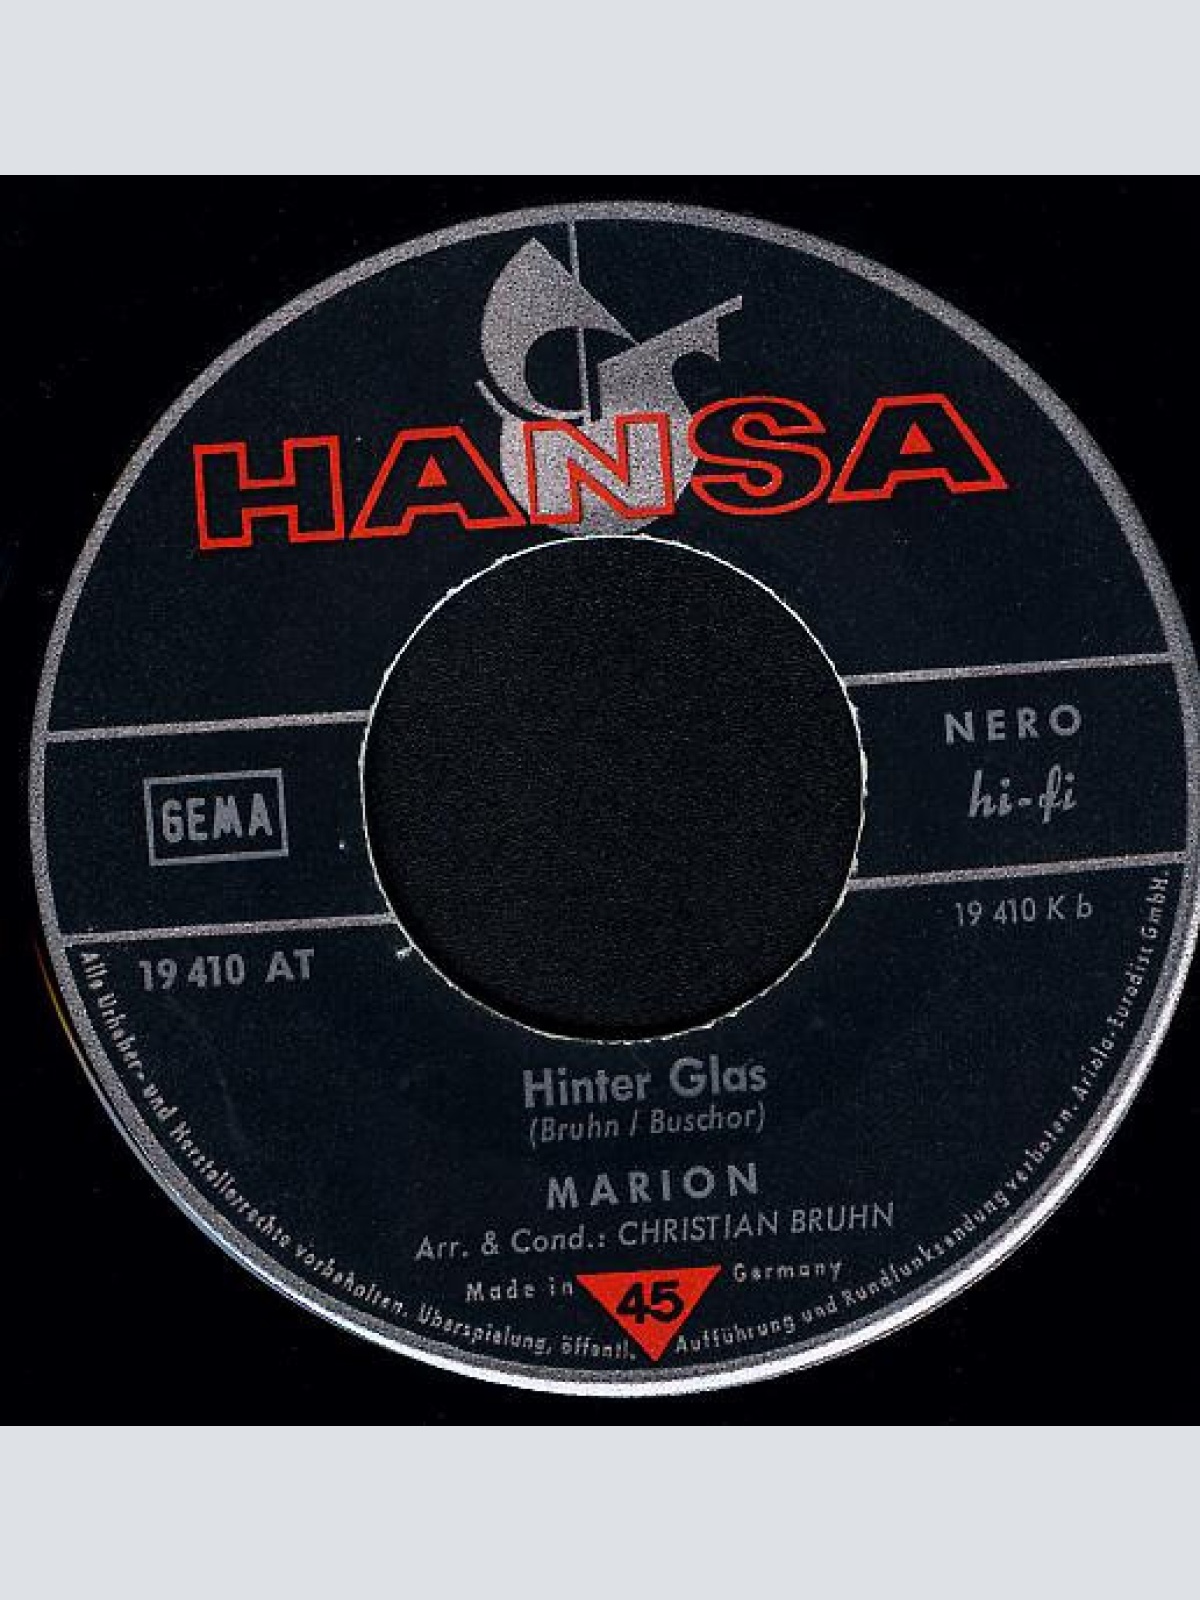 HANSA
NERO
hi-fi
GEMA
19 410 K b
19 410 AT
Hinter Glas
(Bruhn / Buschor)
MARION
Arr. & Cond.: CHRISTIAN BRUHN
Made in Germany
45
Alle Urheber- und Herstellerrechte vorbehalten. Überspielung, öffentl. Aufführung und Rundfunksendung verboten. Ariola-Eurodisc GmbH.